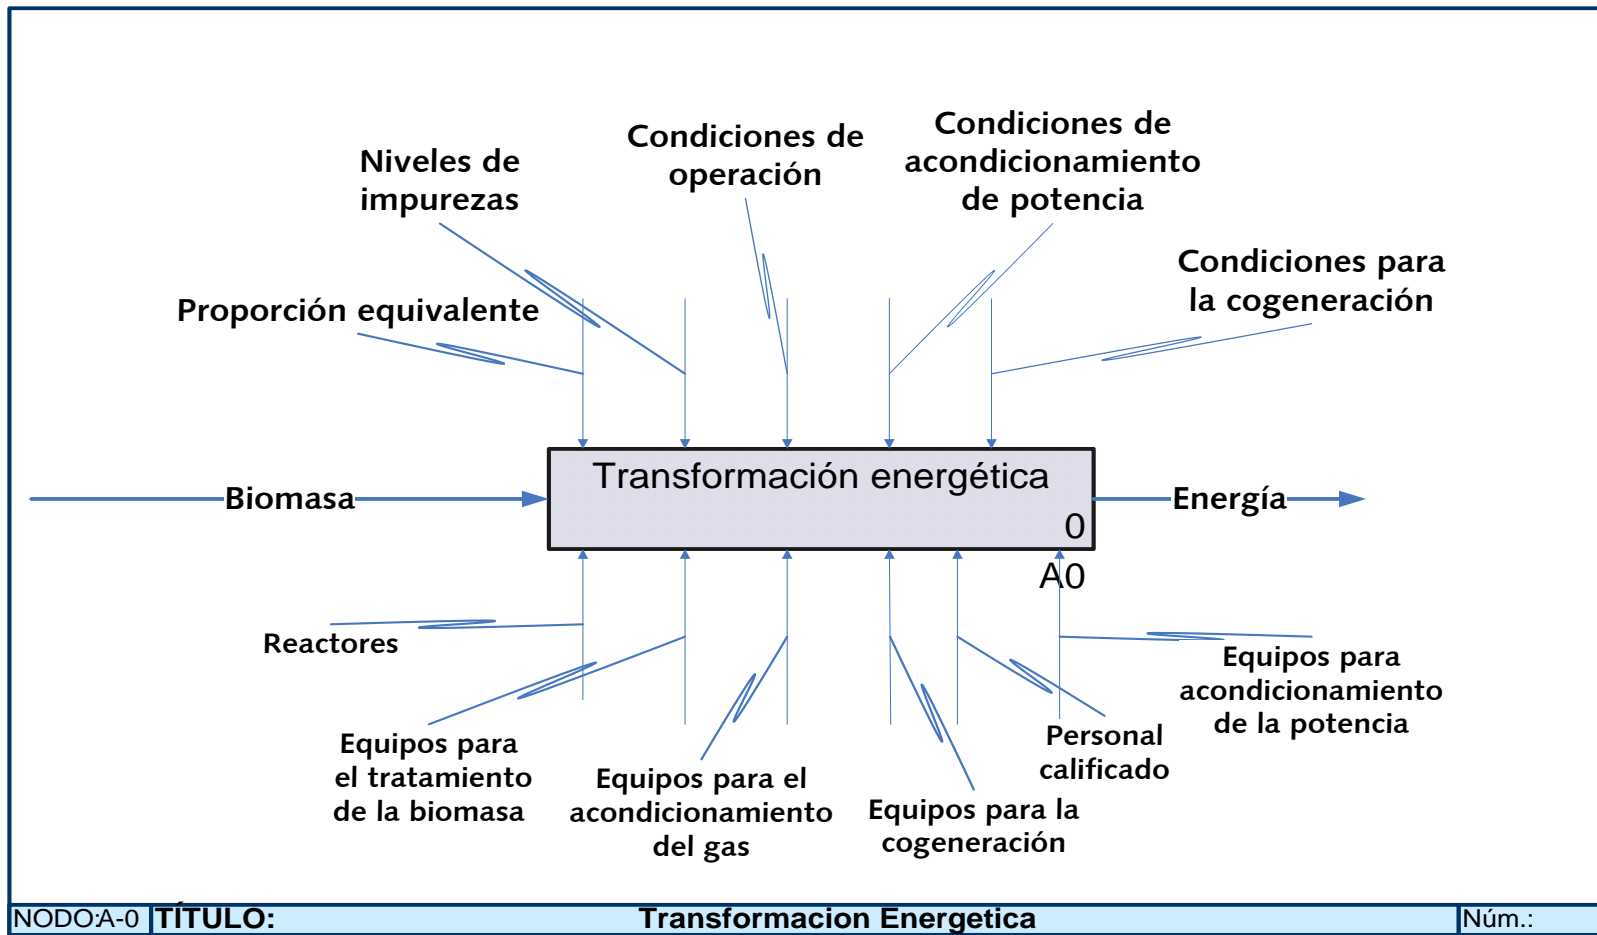 Niveles de
impurezas
Condiciones de
operación
Condiciones de
acondicionamiento
de potencia
Condiciones para
la cogeneración
Proporción equivalente
Biomasa
Transformación energética
0
A0
Energía
Reactores
Equipos para
el tratamiento
de la biomasa
Equipos para el
acondicionamiento
del gas
Equipos para la
cogeneración
Personal
calificado
Equipos para
acondicionamiento
de la potencia
NODO:A-0 TÍTULO: Transformacion Energetica Núm.: